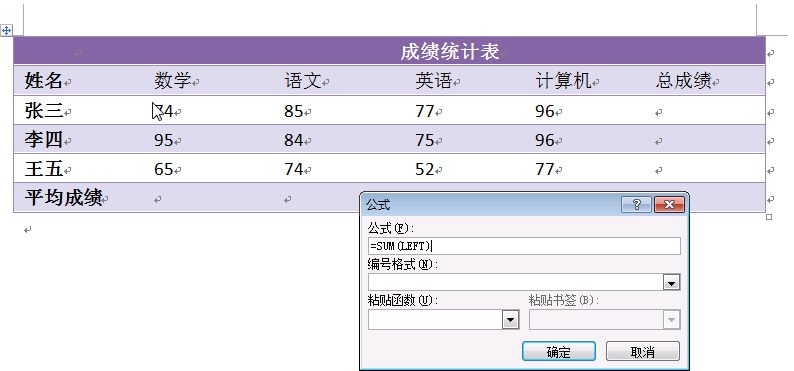 成绩统计表
姓名 数学 语文 英语 计算机 总成绩
张三 74 85 77 96
李四 95 84 75 96
王五 65 74 52 77
平均成绩
公式
公式(F):
=SUM(LEFT)
编号格式(N):
粘贴函数(U): 粘贴书签(B):
确定 取消